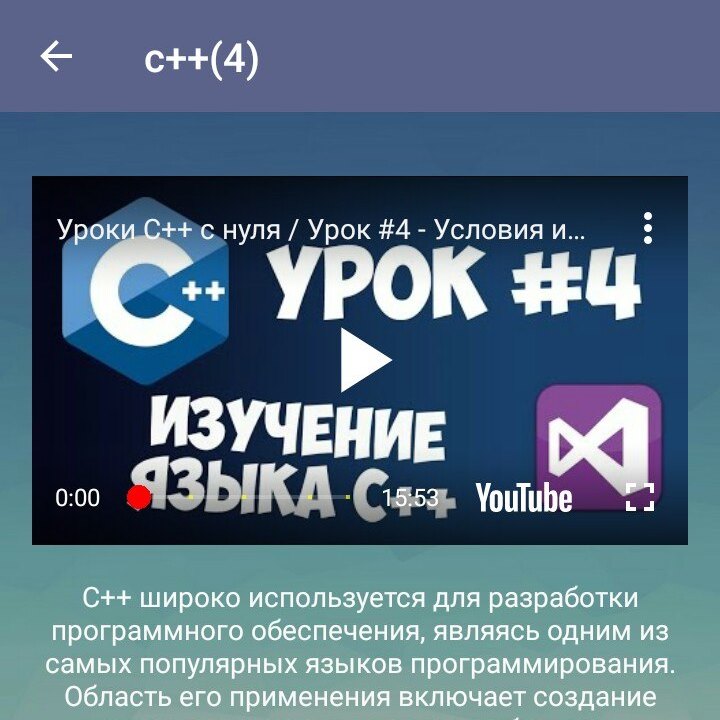 c++(4)
Уроки C++ с нуля / Урок #4 - Условия и...
C++
УРОК #4
ИЗУЧЕНИЕ
ЯЗЫКА C++
0:00
15:53
YouTube
C++ широко используется для разработки
программного обеспечения, являясь одним из
самых популярных языков программирования.
Область его применения включает создание